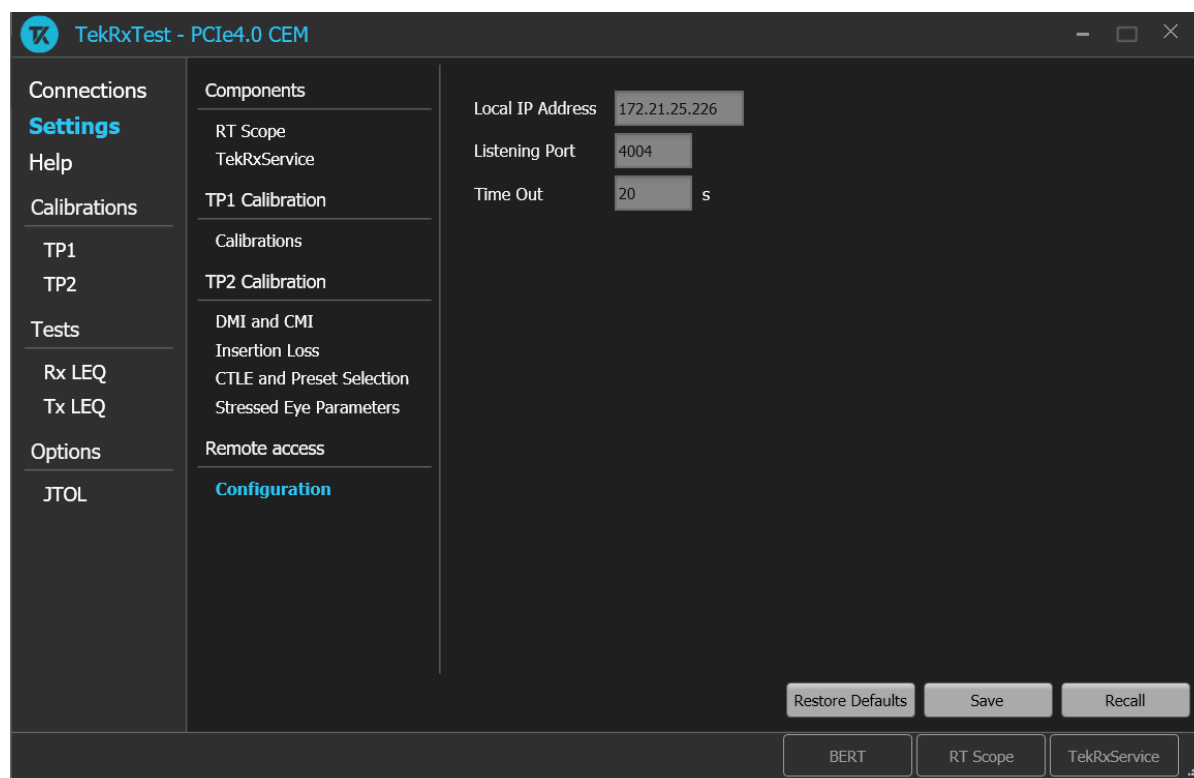 TekRxTest - PCIe4.0 CEM
Connections
Settings
Help
Calibrations
TP1
TP2
Tests
Rx LEQ
Tx LEQ
Options
JTOL
Components
RT Scope
TekRxService
TP1 Calibration
Calibrations
TP2 Calibration
DMI and CMI
Insertion Loss
CTLE and Preset Selection
Stressed Eye Parameters
Remote access
Configuration
Local IP Address 172.21.25.226
Listening Port 4004
Time Out 20 s
Restore Defaults Save Recall
BERT RT Scope TekRxService